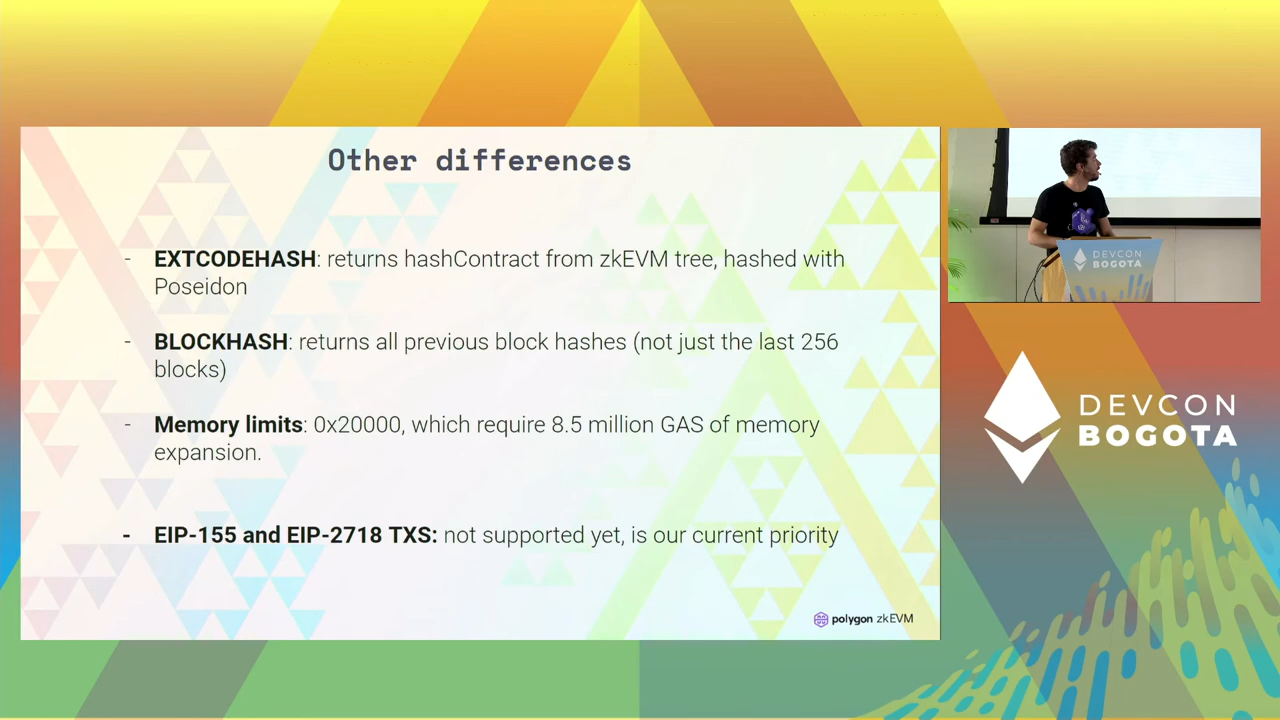 Other differences
- EXTCODEHASH: returns hashContract from zkEVM tree, hashed with
Poseidon
- BLOCKHASH: returns all previous block hashes (not just the last 256
blocks)
- Memory limits: 0x20000, which require 8.5 million GAS of memory
expansion.
- EIP-155 and EIP-2718 TXS: not supported yet, is our current priority
polygon zkEVM
DEVCON
BOGOTA
DEVCON
BOGOTA